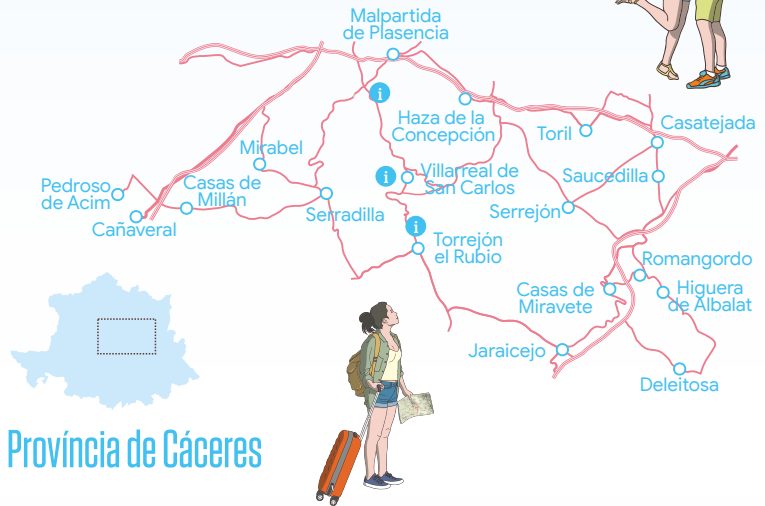 Malpartida
de Plasencia
i
Haza de la
Concepción
Toril
Casatejada
Mirabel
i
Villarreal de
San Carlos
Saucedilla
Pedroso
de Acim
Casas de
Millán
Serradilla
Serrejón
Cañaveral
i
Torrejón
el Rubio
Romangordo
Casas de
Miravete
Higuera
de Albalat
Jaraicejo
Deleitosa
Província de Cáceres